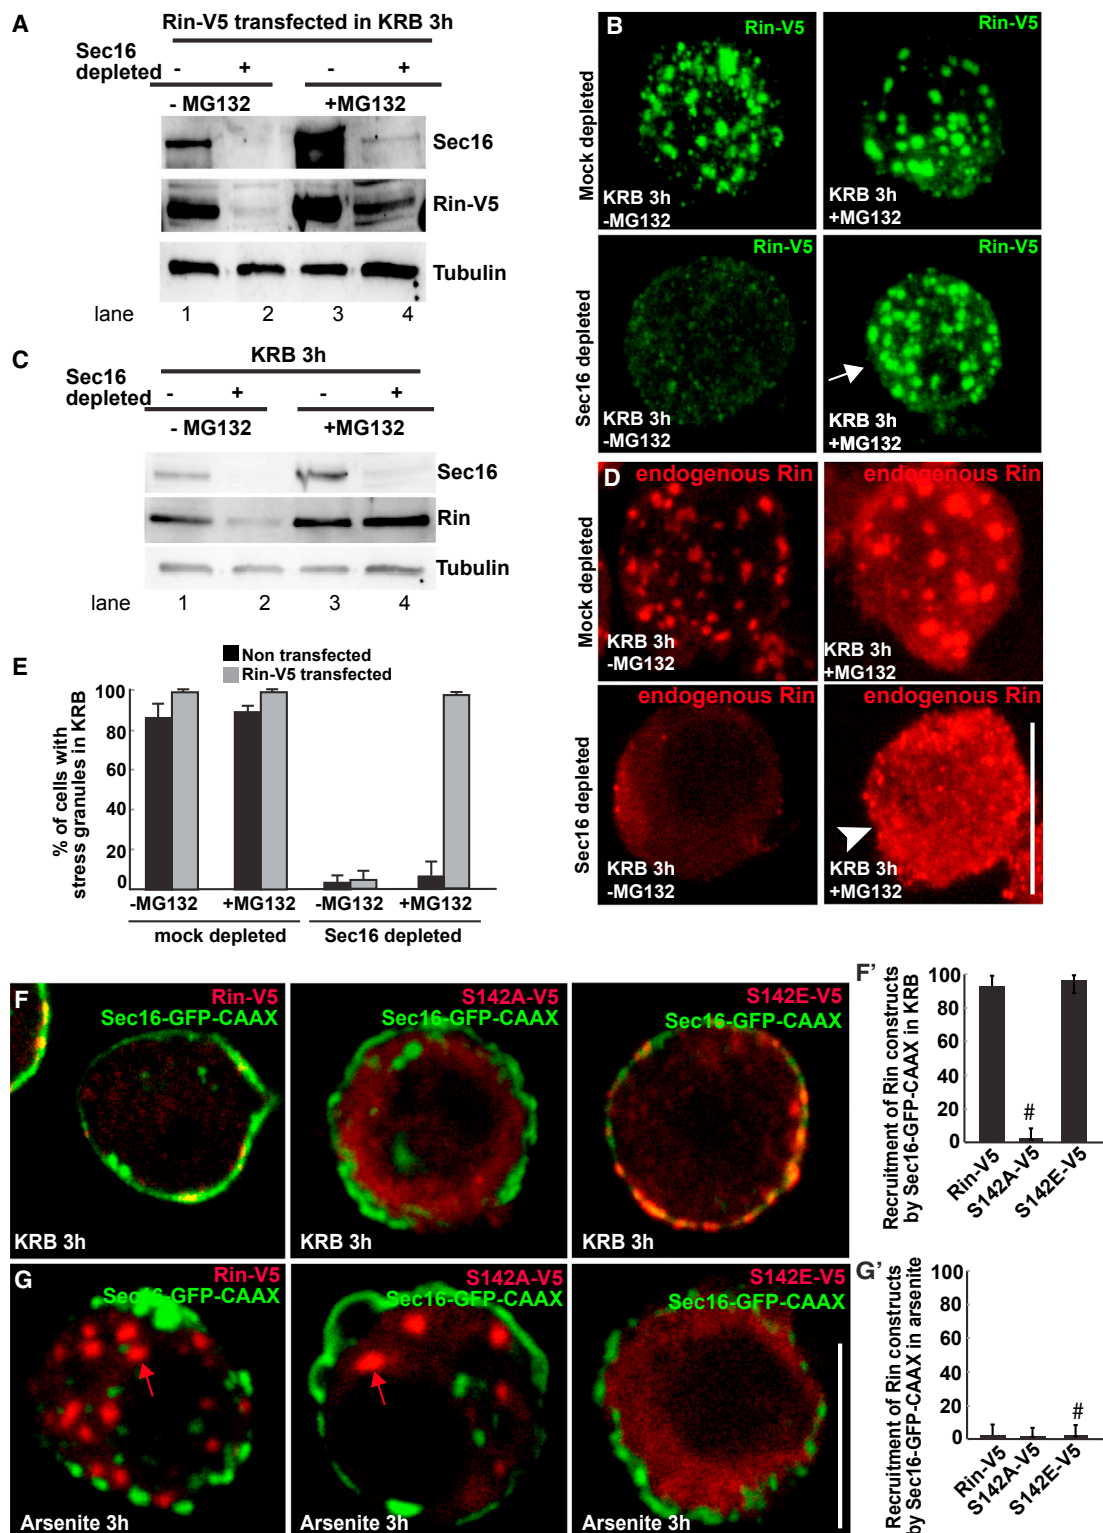 A
Rin-V5 transfected in KRB 3h
Sec16
depleted
- + - +
- MG132 +MG132
Sec16
Rin-V5
Tubulin
lane 1 2 3 4
B
Mock depleted
Rin-V5
KRB 3h
-MG132
Rin-V5
KRB 3h
+MG132
Sec16 depleted
Rin-V5
KRB 3h
-MG132
Rin-V5
KRB 3h
+MG132
C
KRB 3h
Sec16
depleted
- + - +
- MG132 +MG132
Sec16
Rin
Tubulin
lane 1 2 3 4
D
Mock depleted
endogenous Rin
KRB 3h
-MG132
endogenous Rin
KRB 3h
+MG132
Sec16 depleted
endogenous Rin
KRB 3h
-MG132
endogenous Rin
KRB 3h
+MG132
E
Non transfected
Rin-V5 transfected
% of cells with
stress granules in KRB
100
80
60
40
20
0
-MG132 +MG132 -MG132 +MG132
mock depleted Sec16 depleted
F
Rin-V5
Sec16-GFP-CAAX
KRB 3h
S142A-V5
Sec16-GFP-CAAX
KRB 3h
S142E-V5
Sec16-GFP-CAAX
KRB 3h
F'
Recruitment of Rin constructs
by Sec16-GFP-CAAX in KRB
100
80
60
40
20
0
#
Rin-V5
S142A-V5
S142E-V5
G
Rin-V5
Sec16-GFP-CAAX
Arsenite 3h
S142A-V5
Sec16-GFP-CAAX
Arsenite 3h
S142E-V5
Sec16-GFP-CAAX
Arsenite 3h
G'
Recruitment of Rin constructs
by Sec16-GFP-CAAX in arsenite
100
80
60
40
20
0
#
Rin-V5
S142A-V5
S142E-V5